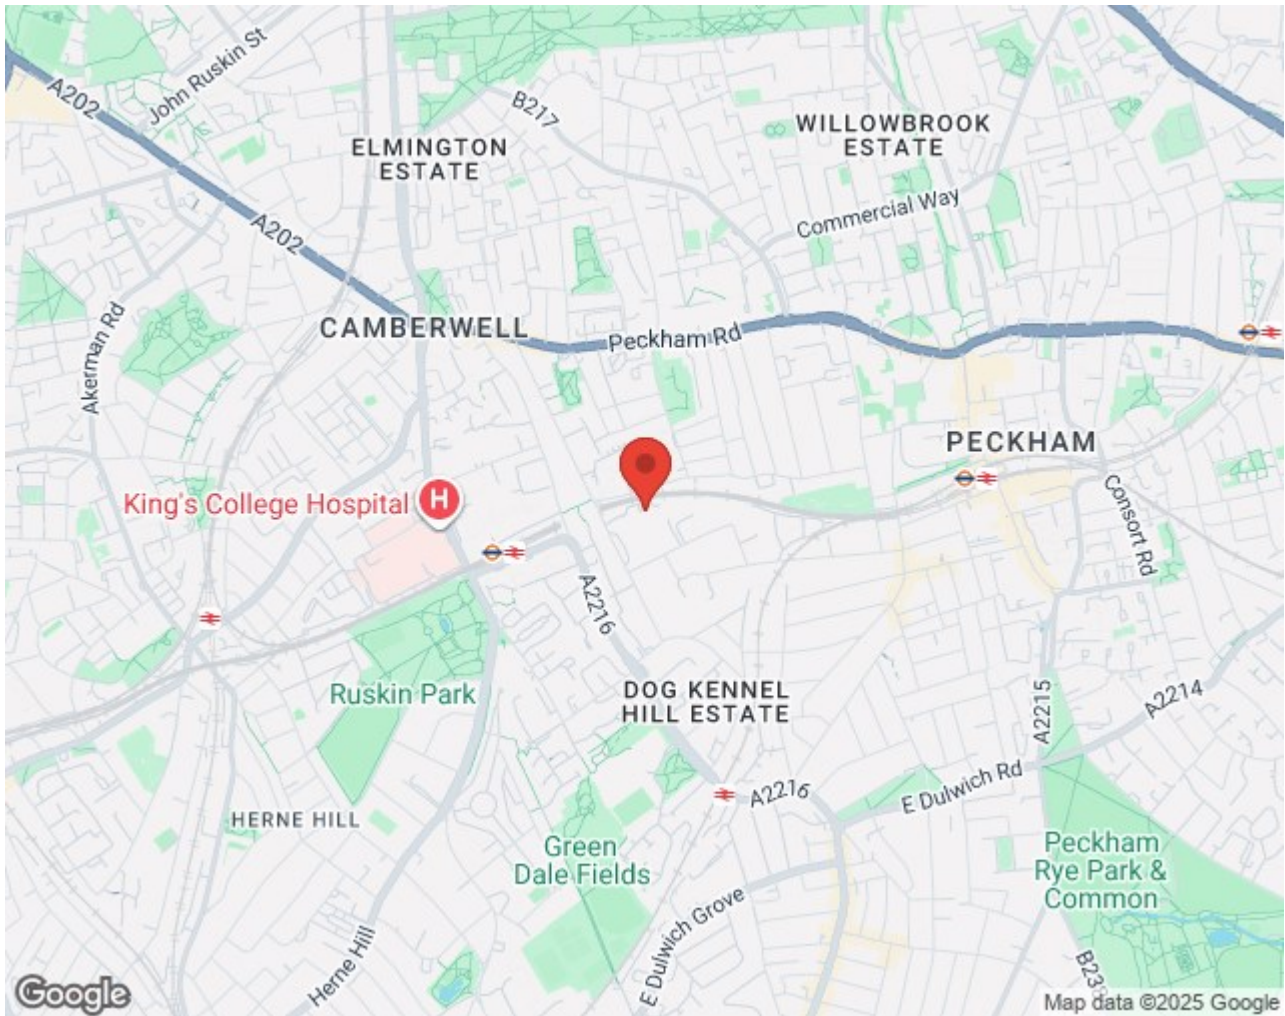 John Ruskin St
A202
B217
WILLOWBROOK
ESTATE
ELMINGTON
ESTATE
Commercial Way
A202
Akerman Rd
CAMBERWELL
Peckham Rd
PECKHAM
King's College Hospital
H
Consort Rd
A2216
Ruskin Park
DOG KENNEL
HILL ESTATE
A2215
A2214
A2216
E Dulwich Rd
HERNE HILL
Green
Dale Fields
Peckham
Rye Park &
Common
E Dulwich Grove
Herne Hill
Google
Map data ©2025 Google